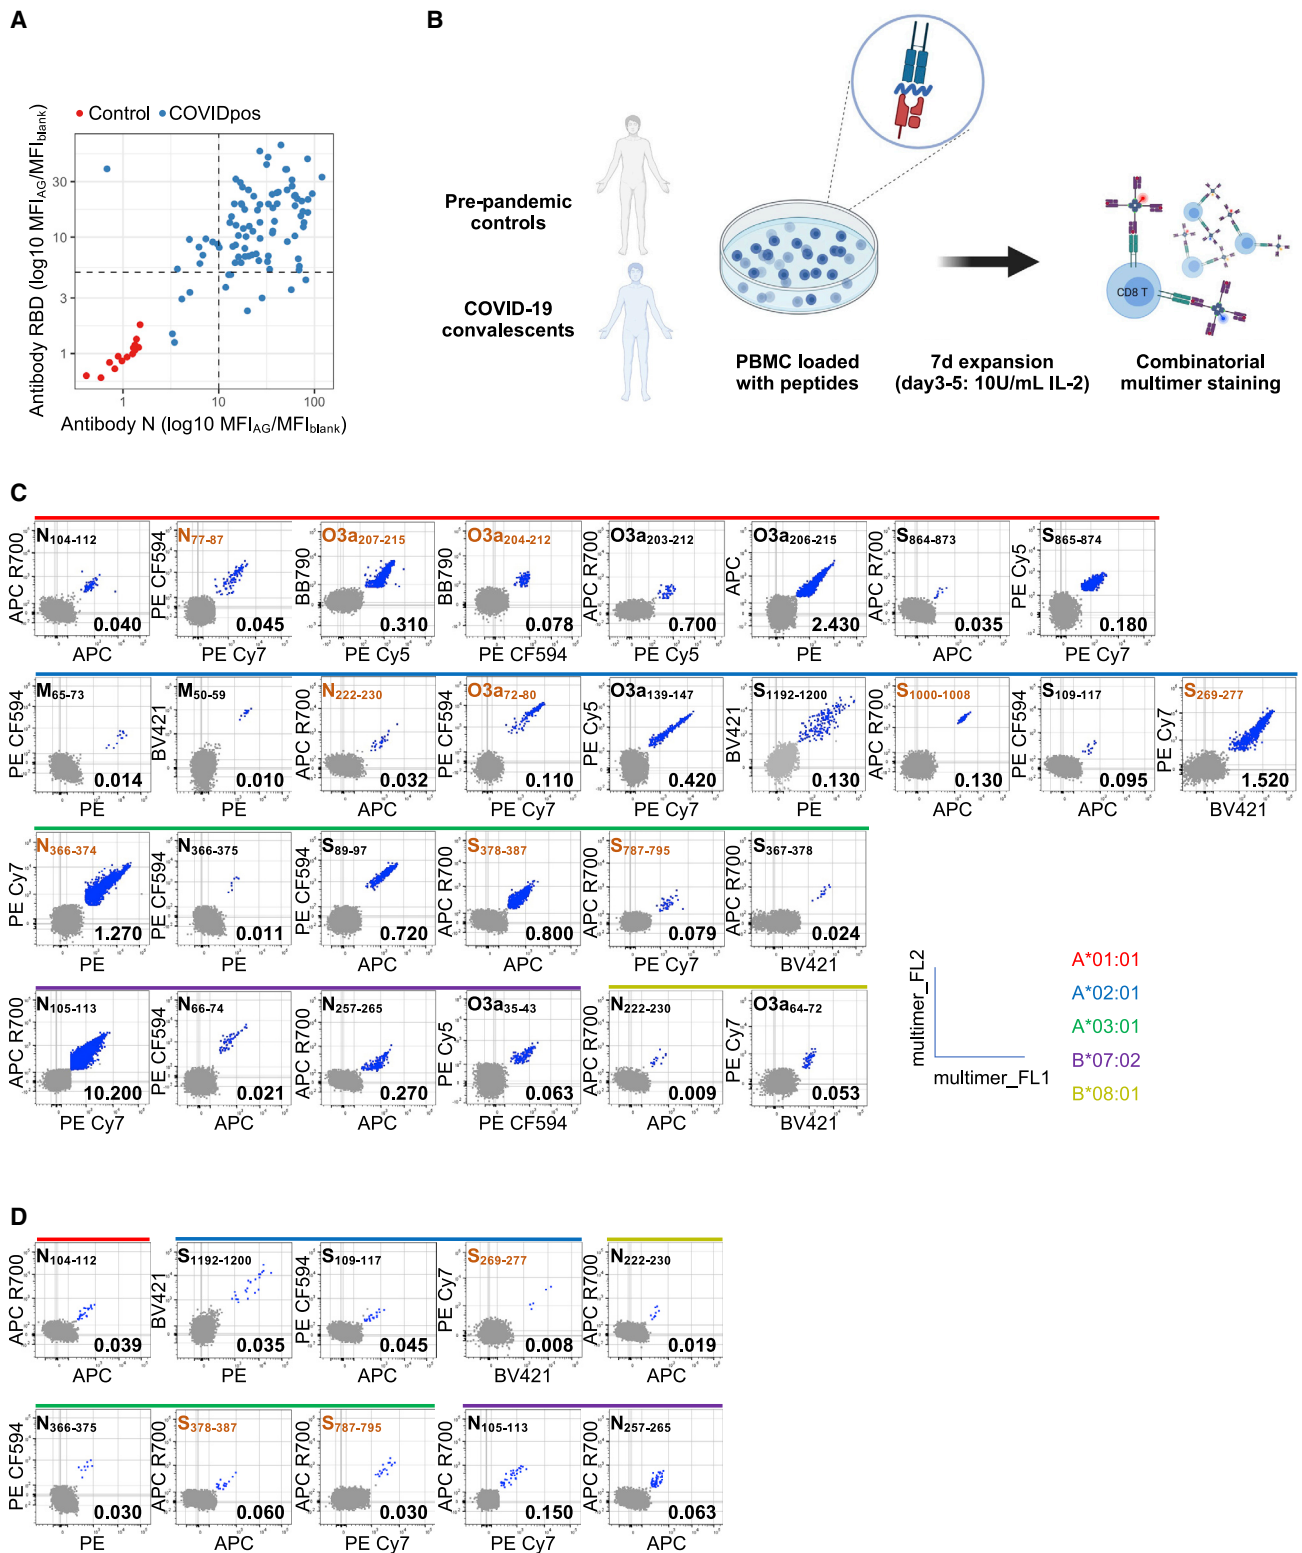 A
Control COVIDpos
Antibody RBD (log10 MFI_AG/MFI_blank)
30
10
3
1
1 10 100
Antibody N (log10 MFI_AG/MFI_blank)
B
Pre-pandemic
controls
COVID-19
convalescents
PBMC loaded
with peptides
7d expansion
(day3-5: 10U/mL IL-2)
CD8 T
Combinatorial
multimer staining
C
APC R700 N104-112 0.040 APC
PE CF594 N77-87 0.045 PE Cy7
BB790 O3a207-215 0.310 PE Cy5
BB790 O3a204-212 0.078 PE CF594
APC R700 O3a203-212 0.700 PE Cy5
APC O3a206-215 2.430 PE
APC R700 S864-873 0.035 APC
PE Cy5 S865-874 0.180 PE Cy7
PE CF594 M65-73 0.014 PE
BV421 M50-59 0.010 PE
APC R700 N222-230 0.032 APC
PE CF594 O3a72-80 0.110 PE Cy7
PE Cy5 O3a139-147 0.420 PE Cy7
BV421 S1192-1200 0.130 PE
APC R700 S1000-1008 0.130 APC
PE CF594 S109-117 0.095 APC
PE Cy7 S269-277 1.520 BV421
PE Cy7 N366-374 1.270 PE
PE CF594 N366-375 0.011 PE
PE CF594 S89-97 0.720 APC
APC R700 S378-387 0.800 APC
APC R700 S787-795 0.079 PE Cy7
APC R700 S367-378 0.024 BV421
APC R700 N105-113 10.200 PE Cy7
PE CF594 N66-74 0.021 APC
APC R700 N257-265 0.270 APC
PE Cy5 O3a35-43 0.063 PE CF594
APC R700 N222-230 0.009 APC
PE Cy7 O3a64-72 0.053 BV421
multimer_FL2
multimer_FL1
A*01:01
A*02:01
A*03:01
B*07:02
B*08:01
D
APC R700 N104-112 0.039 APC
BV421 S1192-1200 0.035 PE
PE CF594 S109-117 0.045 APC
PE Cy7 S269-277 0.008 BV421
APC R700 N222-230 0.019 APC
PE CF594 N366-375 0.030 PE
APC R700 S378-387 0.060 APC
APC R700 S787-795 0.030 PE Cy7
APC R700 N105-113 0.150 PE Cy7
APC R700 N257-265 0.063 APC